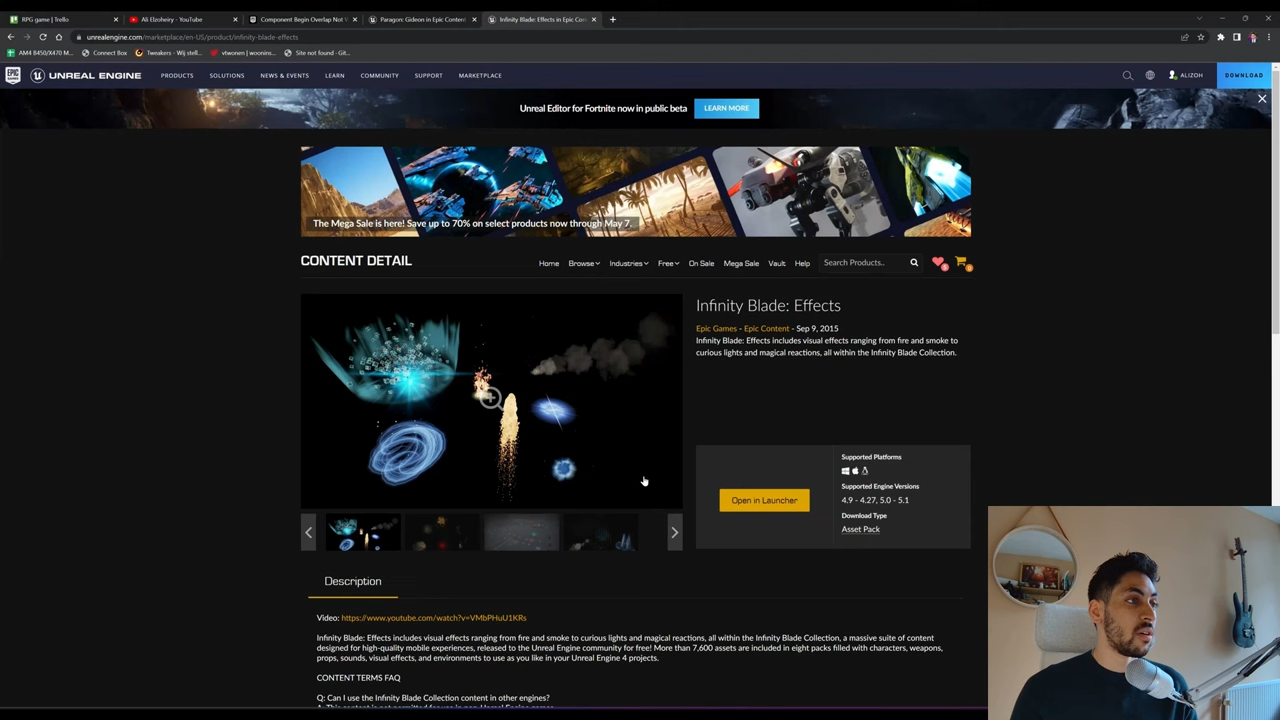 RPG game | Trello
Ali Elzoheiry - YouTube
Component Begin Overlap Not W
Paragon: Gideon in Epic Content
Infinity Blade: Effects in Epic Con
unrealengine.com/marketplace/en-US/product/infinity-blade-effects
AM4 B450/X470 M...
Connect Box
Tweakers - Wij stell...
vtwonen | woonins...
Site not found · Git...
EPIC GAMES
UNREAL ENGINE
PRODUCTS
SOLUTIONS
NEWS & EVENTS
LEARN
COMMUNITY
SUPPORT
MARKETPLACE
ALIZOH
DOWNLOAD
Unreal Editor for Fortnite now in public beta
LEARN MORE
The Mega Sale is here! Save up to 70% on select products now through May 7.
CONTENT DETAIL
Home
Browse
Industries
Free
On Sale
Mega Sale
Vault
Help
Search Products..
Infinity Blade: Effects
Epic Games - Epic Content - Sep 9, 2015
Infinity Blade: Effects includes visual effects ranging from fire and smoke to
curious lights and magical reactions, all within the Infinity Blade Collection.
Open in Launcher
Supported Platforms
Supported Engine Versions
4.9 - 4.27, 5.0 - 5.1
Download Type
Asset Pack
Description
Video: https://www.youtube.com/watch?v=VMbPHuU1KRs
Infinity Blade: Effects includes visual effects ranging from fire and smoke to curious lights and magical reactions, all within the Infinity Blade Collection, a massive suite of content
designed for high-quality mobile experiences, released to the Unreal Engine community for free! More than 7,600 assets are included in eight packs filled with characters, weapons,
props, sounds, visual effects, and environments to use as you like in your Unreal Engine 4 projects.
CONTENT TERMS FAQ
Q: Can I use the Infinity Blade Collection content in other engines?